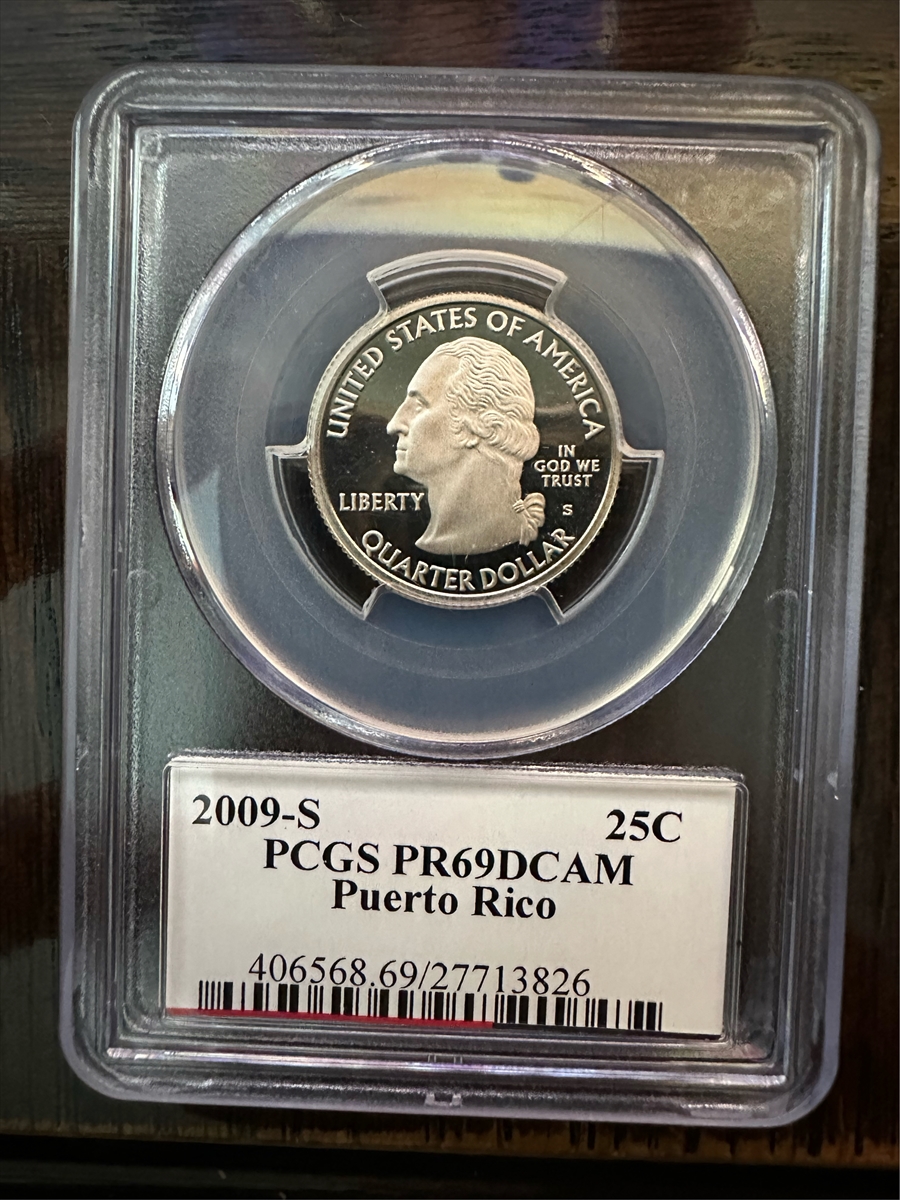 UNITED STATES OF AMERICA
IN
GOD WE
TRUST
LIBERTY
S
QUARTER DOLLAR
2009-S 25C
PCGS PR69DCAM
Puerto Rico
406568.69/27713826